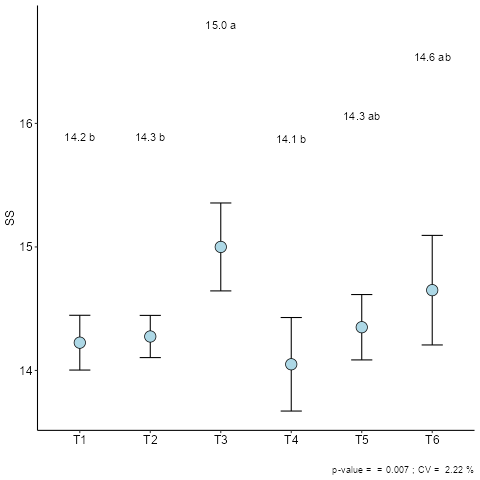 15.0 a
14.6 ab
14.3 ab
14.2 b
14.3 b
14.1 b
16
15
14
SS
T1 T2 T3 T4 T5 T6
p-value = = 0.007 ; CV = 2.22 %